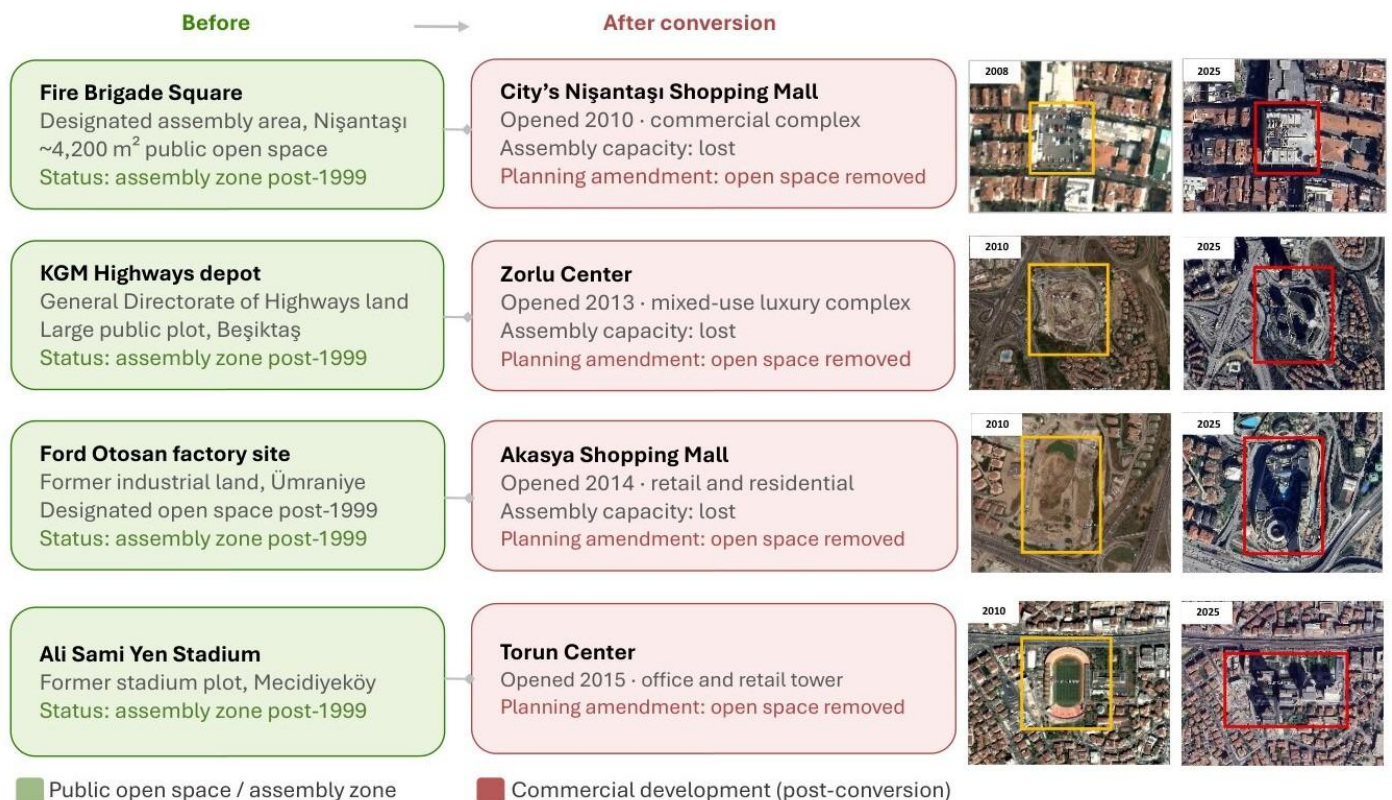 Before
After conversion
Fire Brigade Square
Designated assembly area, Nişantaşı
~4,200 m² public open space
Status: assembly zone post-1999
City's Nişantaşı Shopping Mall
Opened 2010 · commercial complex
Assembly capacity: lost
Planning amendment: open space removed
2008
2025
KGM Highways depot
General Directorate of Highways land
Large public plot, Beşiktaş
Status: assembly zone post-1999
Zorlu Center
Opened 2013 · mixed-use luxury complex
Assembly capacity: lost
Planning amendment: open space removed
2010
2025
Ford Otosan factory site
Former industrial land, Ümraniye
Designated open space post-1999
Status: assembly zone post-1999
Akasya Shopping Mall
Opened 2014 · retail and residential
Assembly capacity: lost
Planning amendment: open space removed
2010
2025
Ali Sami Yen Stadium
Former stadium plot, Mecidiyeköy
Status: assembly zone post-1999
Torun Center
Opened 2015 · office and retail tower
Planning amendment: open space removed
2010
2025
Public open space / assembly zone
Commercial development (post-conversion)